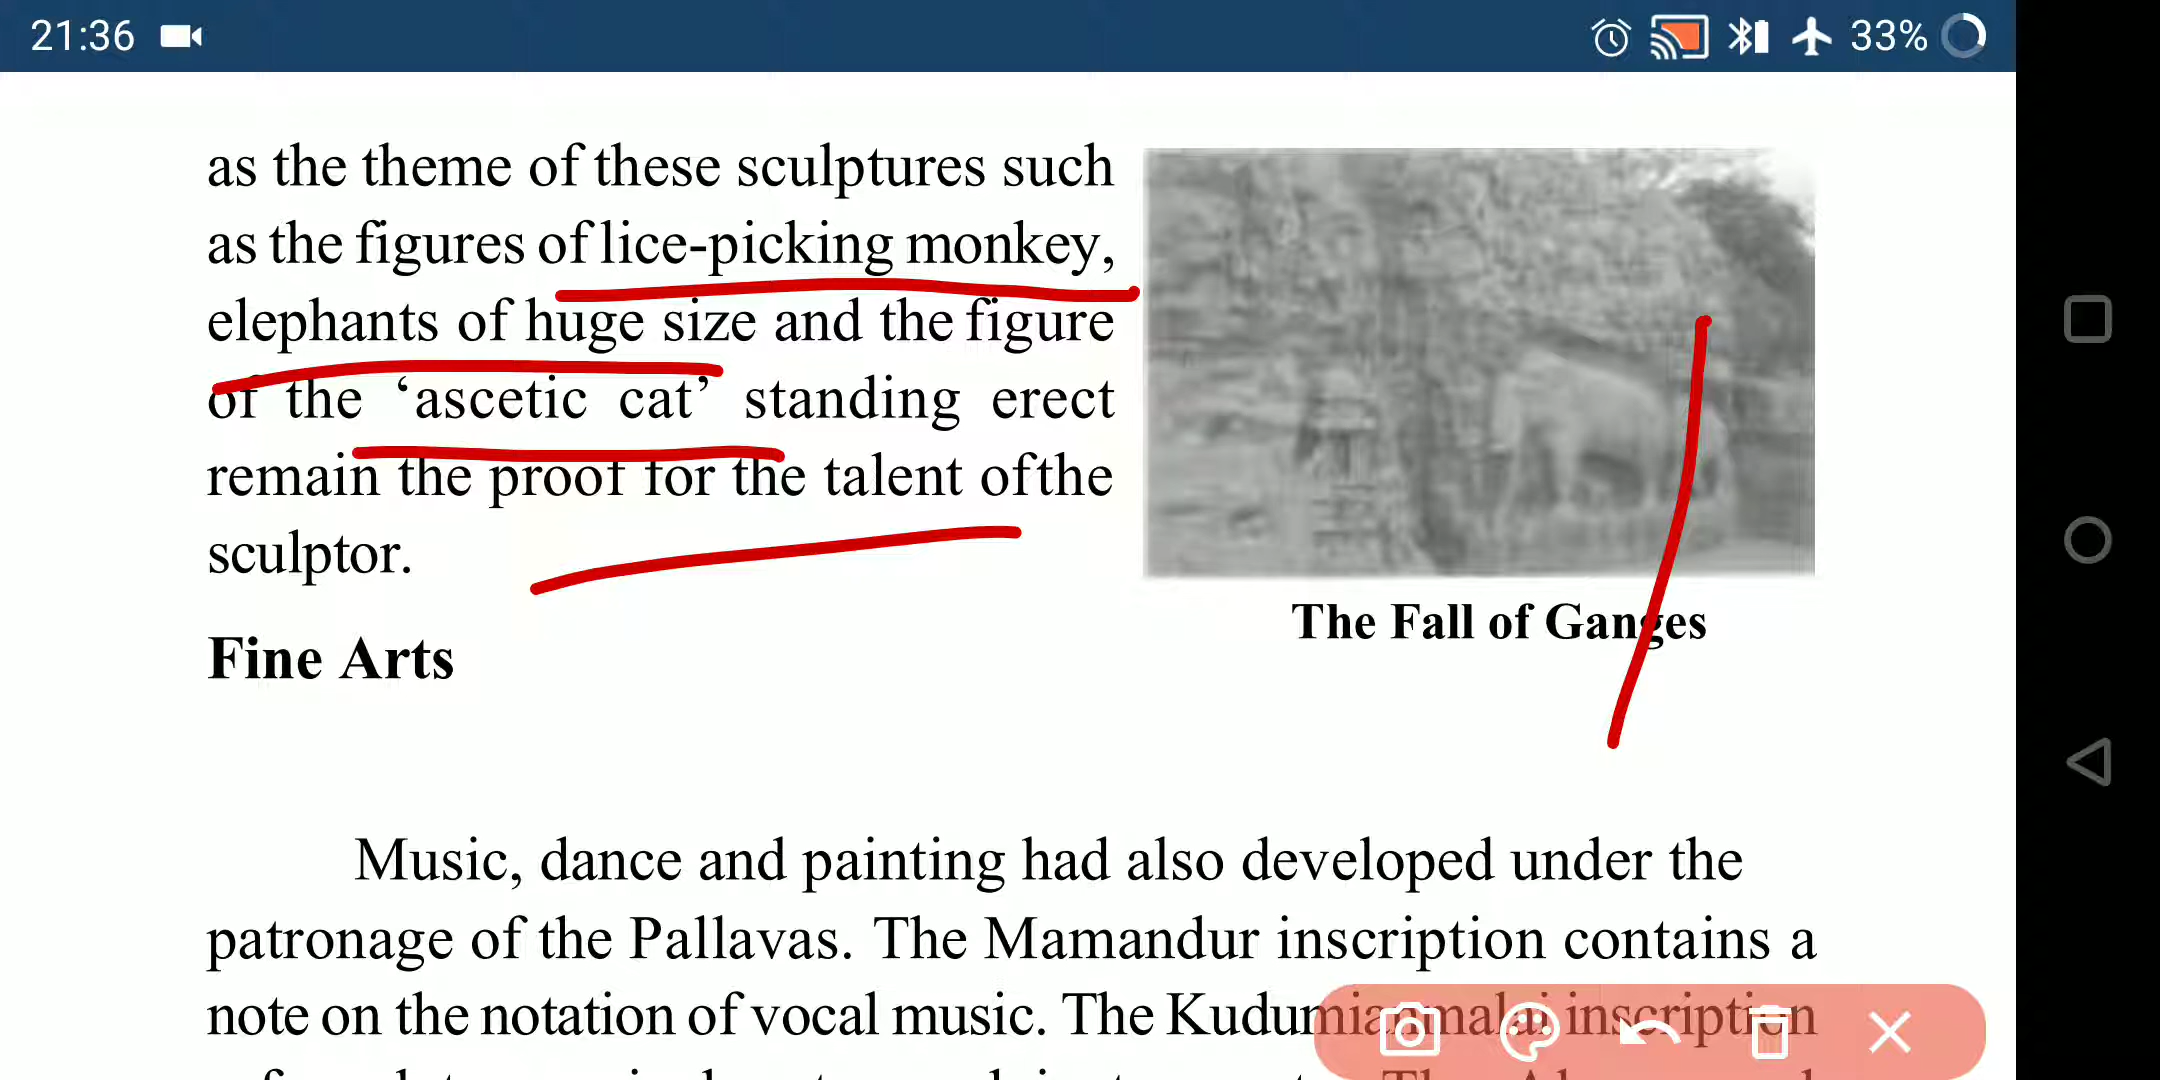 21:36
33%
as the theme of these sculptures such
as the figures of lice-picking monkey,
elephants of huge size and the figure
of the ‘ascetic cat’ standing erect
remain the proof for the talent ofthe
sculptor.
The Fall of Ganges
Fine Arts
Music, dance and painting had also developed under the
patronage of the Pallavas. The Mamandur inscription contains a
note on the notation of vocal music. The Kudumianmalai inscription